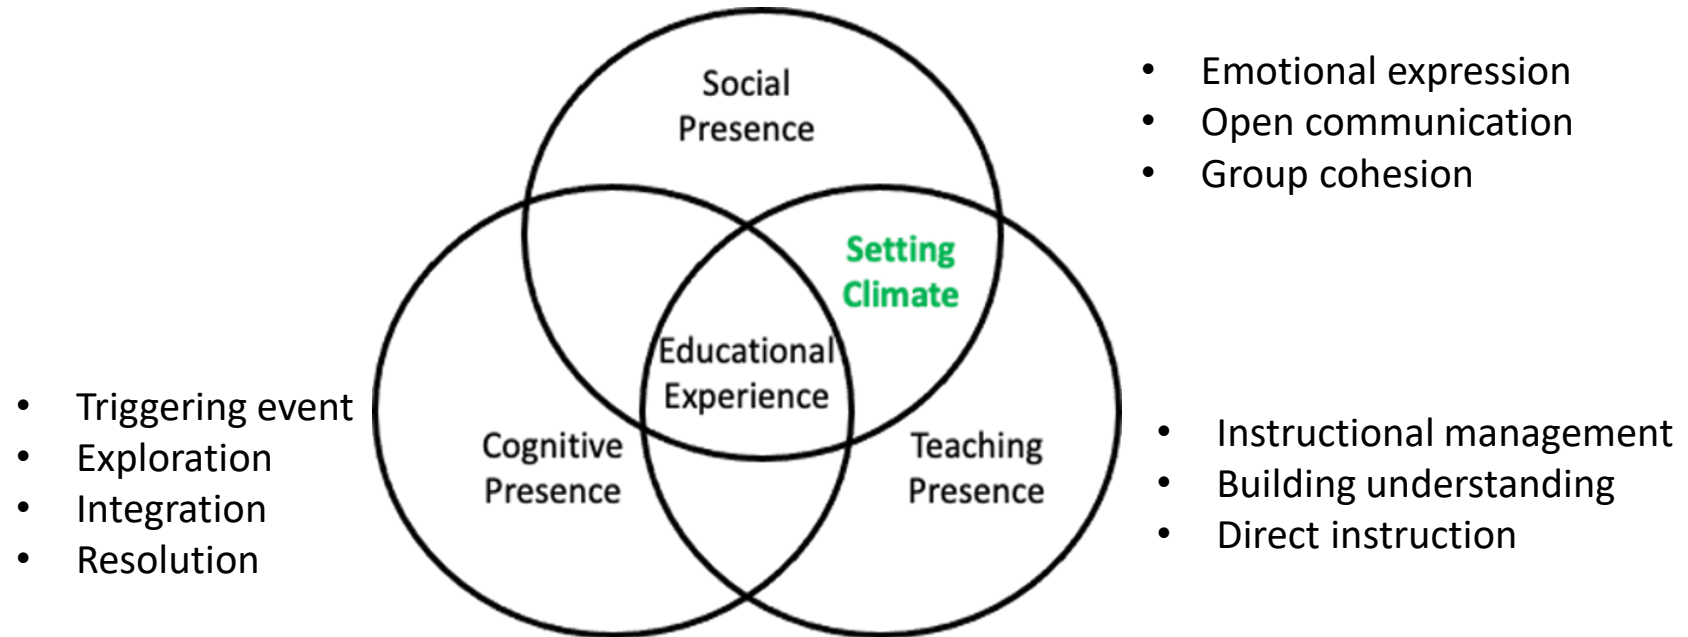 Social
Presence
• Emotional expression
• Open communication
• Group cohesion
Setting
Climate
Educational
Experience
• Triggering event
• Exploration
• Integration
• Resolution
Cognitive
Presence
Teaching
Presence
• Instructional management
• Building understanding
• Direct instruction